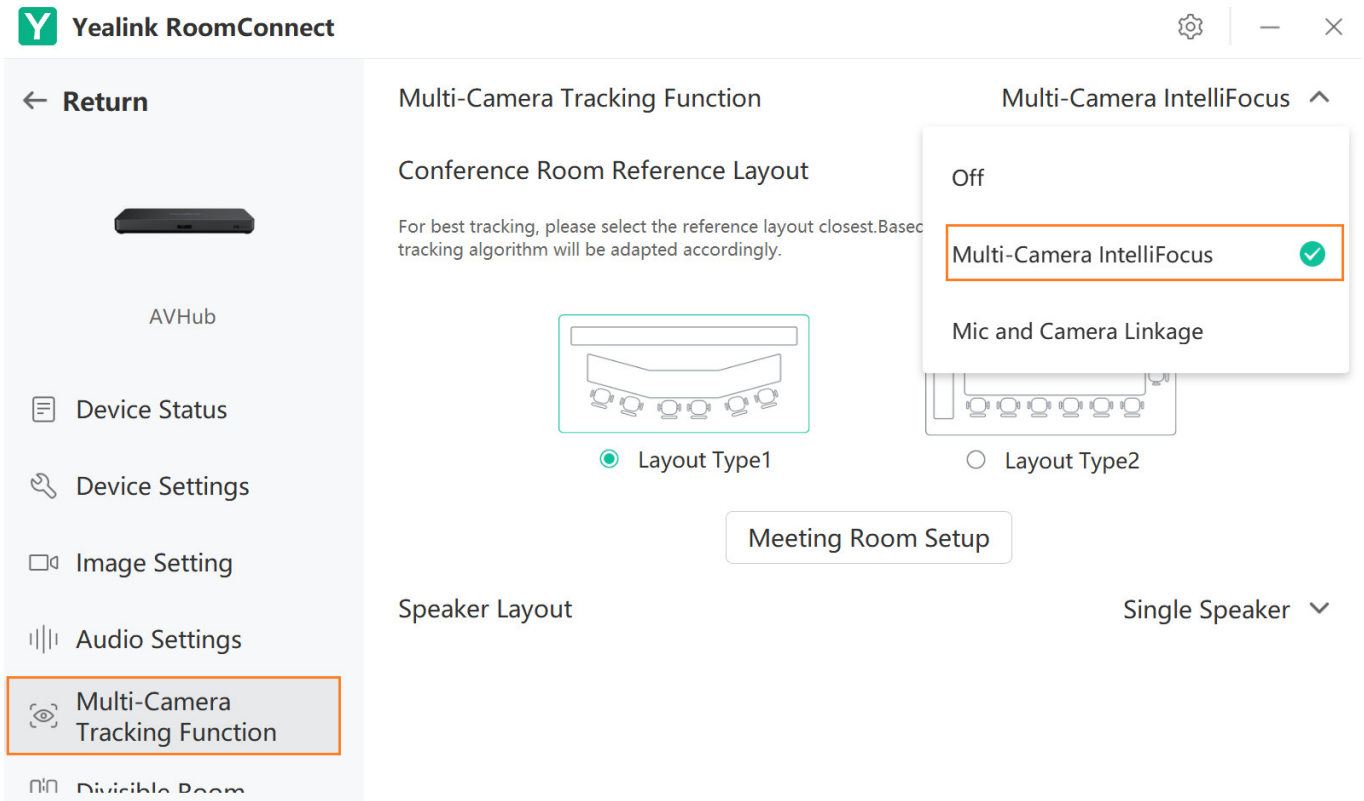 Yealink RoomConnect
Return
AVHub
Device Status
Device Settings
Image Setting
Audio Settings
Multi-Camera
Tracking Function
Divisible Room
Multi-Camera Tracking Function
Multi-Camera IntelliFocus
Off
Multi-Camera IntelliFocus
Mic and Camera Linkage
Conference Room Reference Layout
For best tracking, please select the reference layout closest.Based
tracking algorithm will be adapted accordingly.
Layout Type1
Layout Type2
Meeting Room Setup
Speaker Layout
Single Speaker